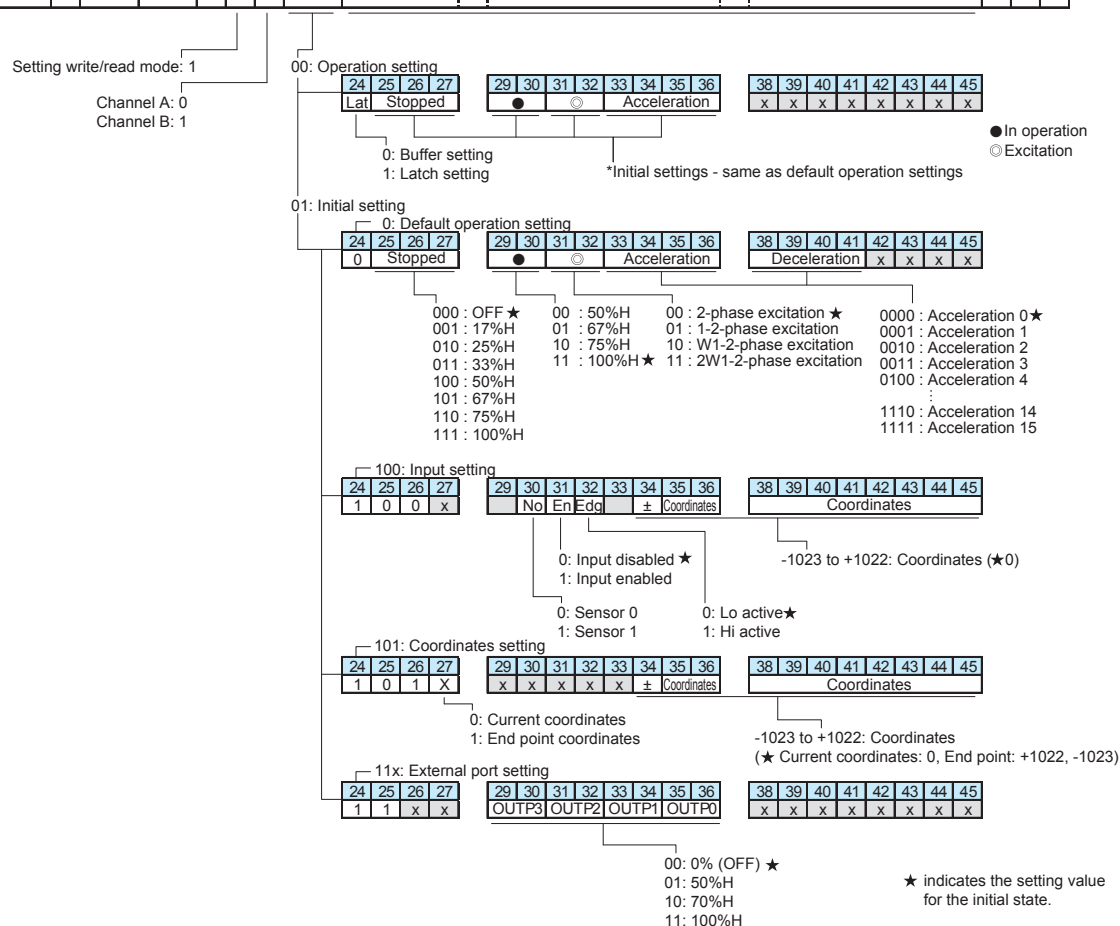 Setting write/read mode: 1
Channel A: 0
Channel B: 1
00: Operation setting
24 25 26 27 29 30 31 32 33 34 35 36 38 39 40 41 42 43 44 45
Lat Stopped ● ◎ Acceleration x x x x x x x x
● In operation
◎ Excitation
0: Buffer setting
1: Latch setting
*Initial settings - same as default operation settings
01: Initial setting
0: Default operation setting
24 25 26 27 29 30 31 32 33 34 35 36 38 39 40 41 42 43 44 45
0 Stopped ● ◎ Acceleration Deceleration x x x x
000 : OFF ★
001 : 17%H
010 : 25%H
011 : 33%H
100 : 50%H
101 : 67%H
110 : 75%H
111 : 100%H
00 : 50%H
01 : 67%H
10 : 75%H
11 : 100%H ★
00 : 2-phase excitation ★
01 : 1-2-phase excitation
10 : W1-2-phase excitation
11 : 2W1-2-phase excitation
0000 : Acceleration 0★
0001 : Acceleration 1
0010 : Acceleration 2
0011 : Acceleration 3
0100 : Acceleration 4
⋮
1110 : Acceleration 14
1111 : Acceleration 15
100: Input setting
24 25 26 27 29 30 31 32 33 34 35 36 38 39 40 41 42 43 44 45
1 0 0 x No En Edg ± Coordinates Coordinates
0: Input disabled ★
1: Input enabled
-1023 to +1022: Coordinates (★0)
0: Sensor 0
1: Sensor 1
0: Lo active★
1: Hi active
101: Coordinates setting
24 25 26 27 29 30 31 32 33 34 35 36 38 39 40 41 42 43 44 45
1 0 1 X x x x x x ± Coordinates Coordinates
0: Current coordinates
1: End point coordinates
-1023 to +1022: Coordinates
(★ Current coordinates: 0, End point: +1022, -1023)
11x: External port setting
24 25 26 27 29 30 31 32 33 34 35 36 38 39 40 41 42 43 44 45
1 1 x x OUTP3 OUTP2 OUTP1 OUTP0 x x x x x x x x
00: 0% (OFF) ★
01: 50%H
10: 70%H
11: 100%H
★ indicates the setting value
for the initial state.